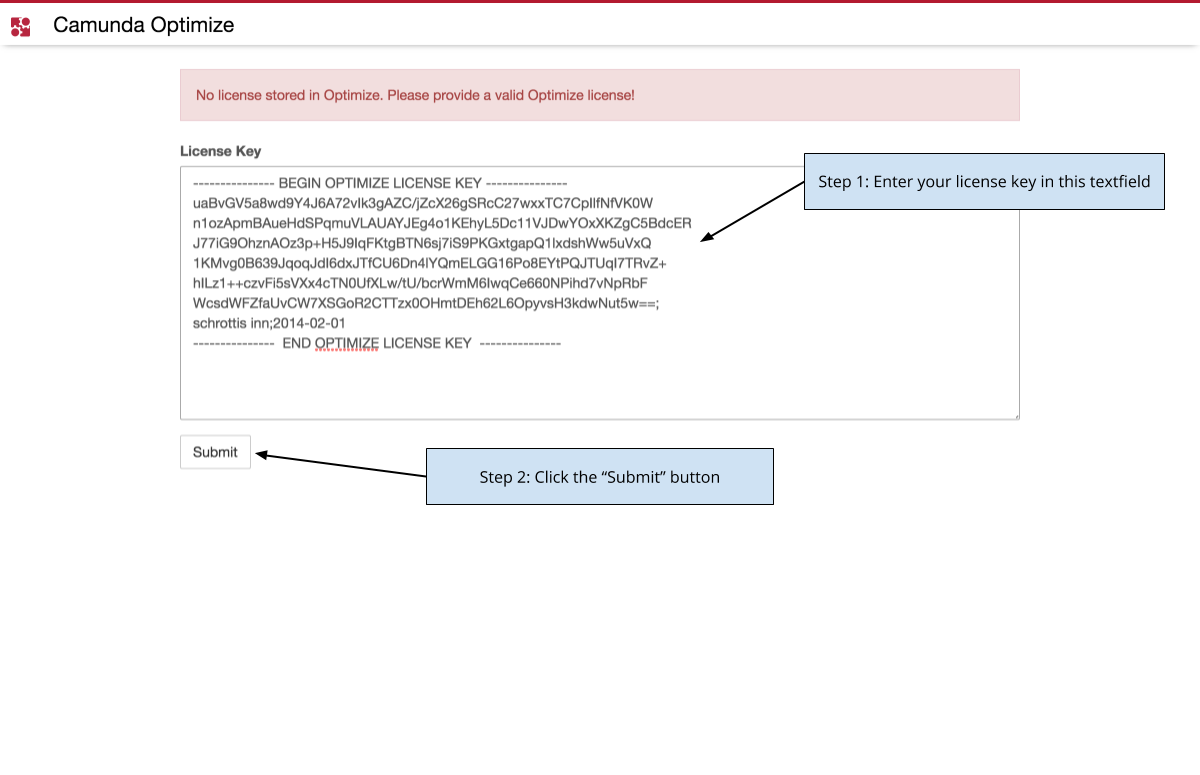 Camunda Optimize
No license stored in Optimize. Please provide a valid Optimize license!
License Key
--------------- BEGIN OPTIMIZE LICENSE KEY ---------------
uaBvGV5a8wd9Y4J6A72vIk3gAZC/jZcX26gSRcC27wxxTC7CpIlfNfVK0W
n1ozApmBAueHdSPqmuVLAUAYJEg4o1KEhyL5Dc11VJDwYOxXKZgC5BdcER
J77iG9OhznAOz3p+H5J9IqFKtgBTN6sj7iS9PKGxtgapQ1lxdshWw5uVxQ
1KMvg0B639JqoqJdI6dxJTfCU6Dn4lYQmELGG16Po8EYtPQJTUqI7TRvZ+
hILz1++czvFi5sVXx4cTN0UfXLw/tU/bcrWmM6IwqCe660NPihd7vNpRbF
WcsdWFZfaUvCW7XSGoR2CTTzx0OHmtDEh62L6OpyvsH3kdwNut5w==;
schrottis inn;2014-02-01
--------------- END OPTIMIZE LICENSE KEY ---------------
Step 1: Enter your license key in this textfield
Submit
Step 2: Click the “Submit” button